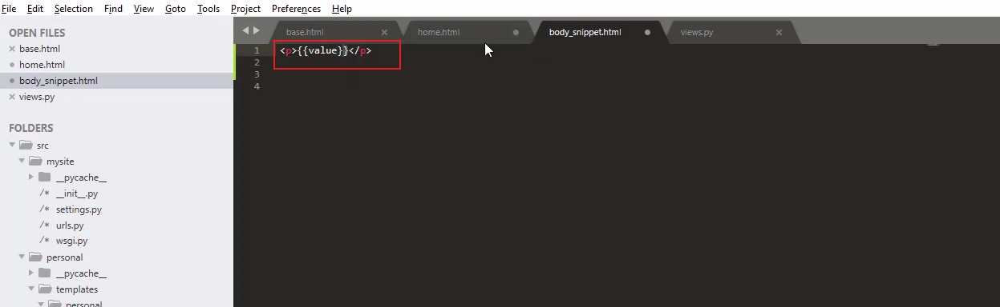 File Edit Selection Find View Goto Tools Project Preferences Help
OPEN FILES
base.html
home.html
body_snippet.html
views.py
FOLDERS
src
mysite
__pycache__
/* __init__.py
/* settings.py
/* urls.py
/* wsgi.py
personal
__pycache__
templates
personal
base.html home.html body_snippet.html views.py
1 <p>{{value}}</p>
2
3
4